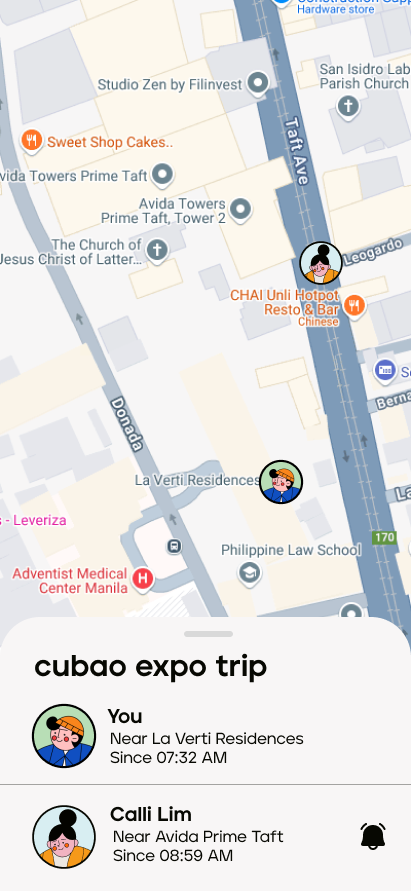 Construction Supp
Hardware store
Studio Zen by Filinvest
San Isidro Lab
Parish Church
Taft Ave
Sweet Shop Cakes..
vida Towers Prime Taft
Avida Towers
Prime Taft, Tower 2
The Church of
Jesus Christ of Latter...
Leogardo
CHAI Unli Hotpot
Resto & Bar
Chinese
Donada
La Verti Residences
s - Leveriza
170
Philippine Law School
Adventist Medical
Center Manila
H
cubao expo trip
You
Near La Verti Residences
Since 07:32 AM
Calli Lim
Near Avida Prime Taft
Since 08:59 AM